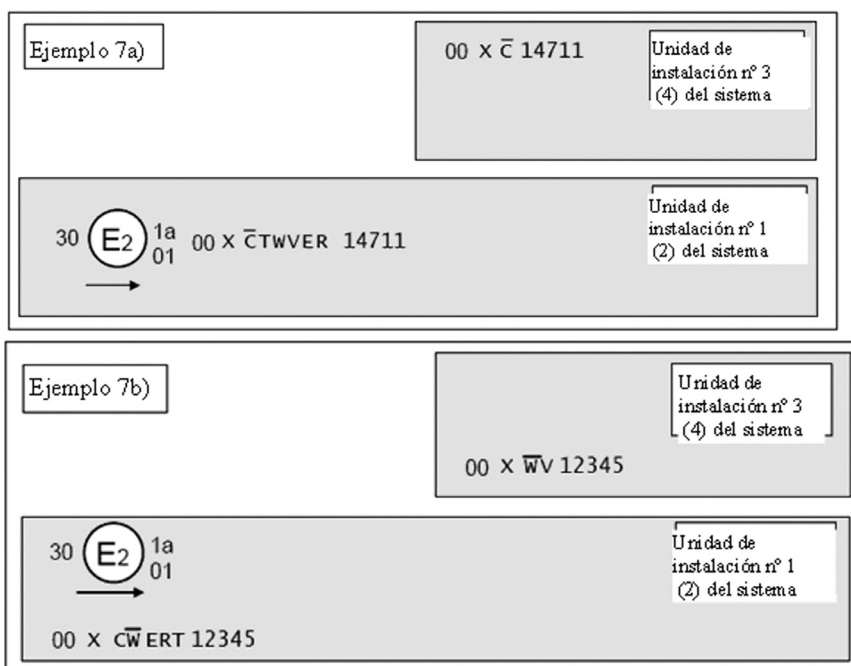 Ejemplo 7a)
00 X C̅ 14711
Unidad de
instalación nº 3
(4) del sistema
30 E2 1a
01
00 X C̅TWVER 14711
Unidad de
instalación nº 1
(2) del sistema
Ejemplo 7b)
Unidad de
instalación nº 3
(4) del sistema
00 X W̅V 12345
30 E2 1a
01
Unidad de
instalación nº 1
(2) del sistema
00 X CW̅ERT 12345